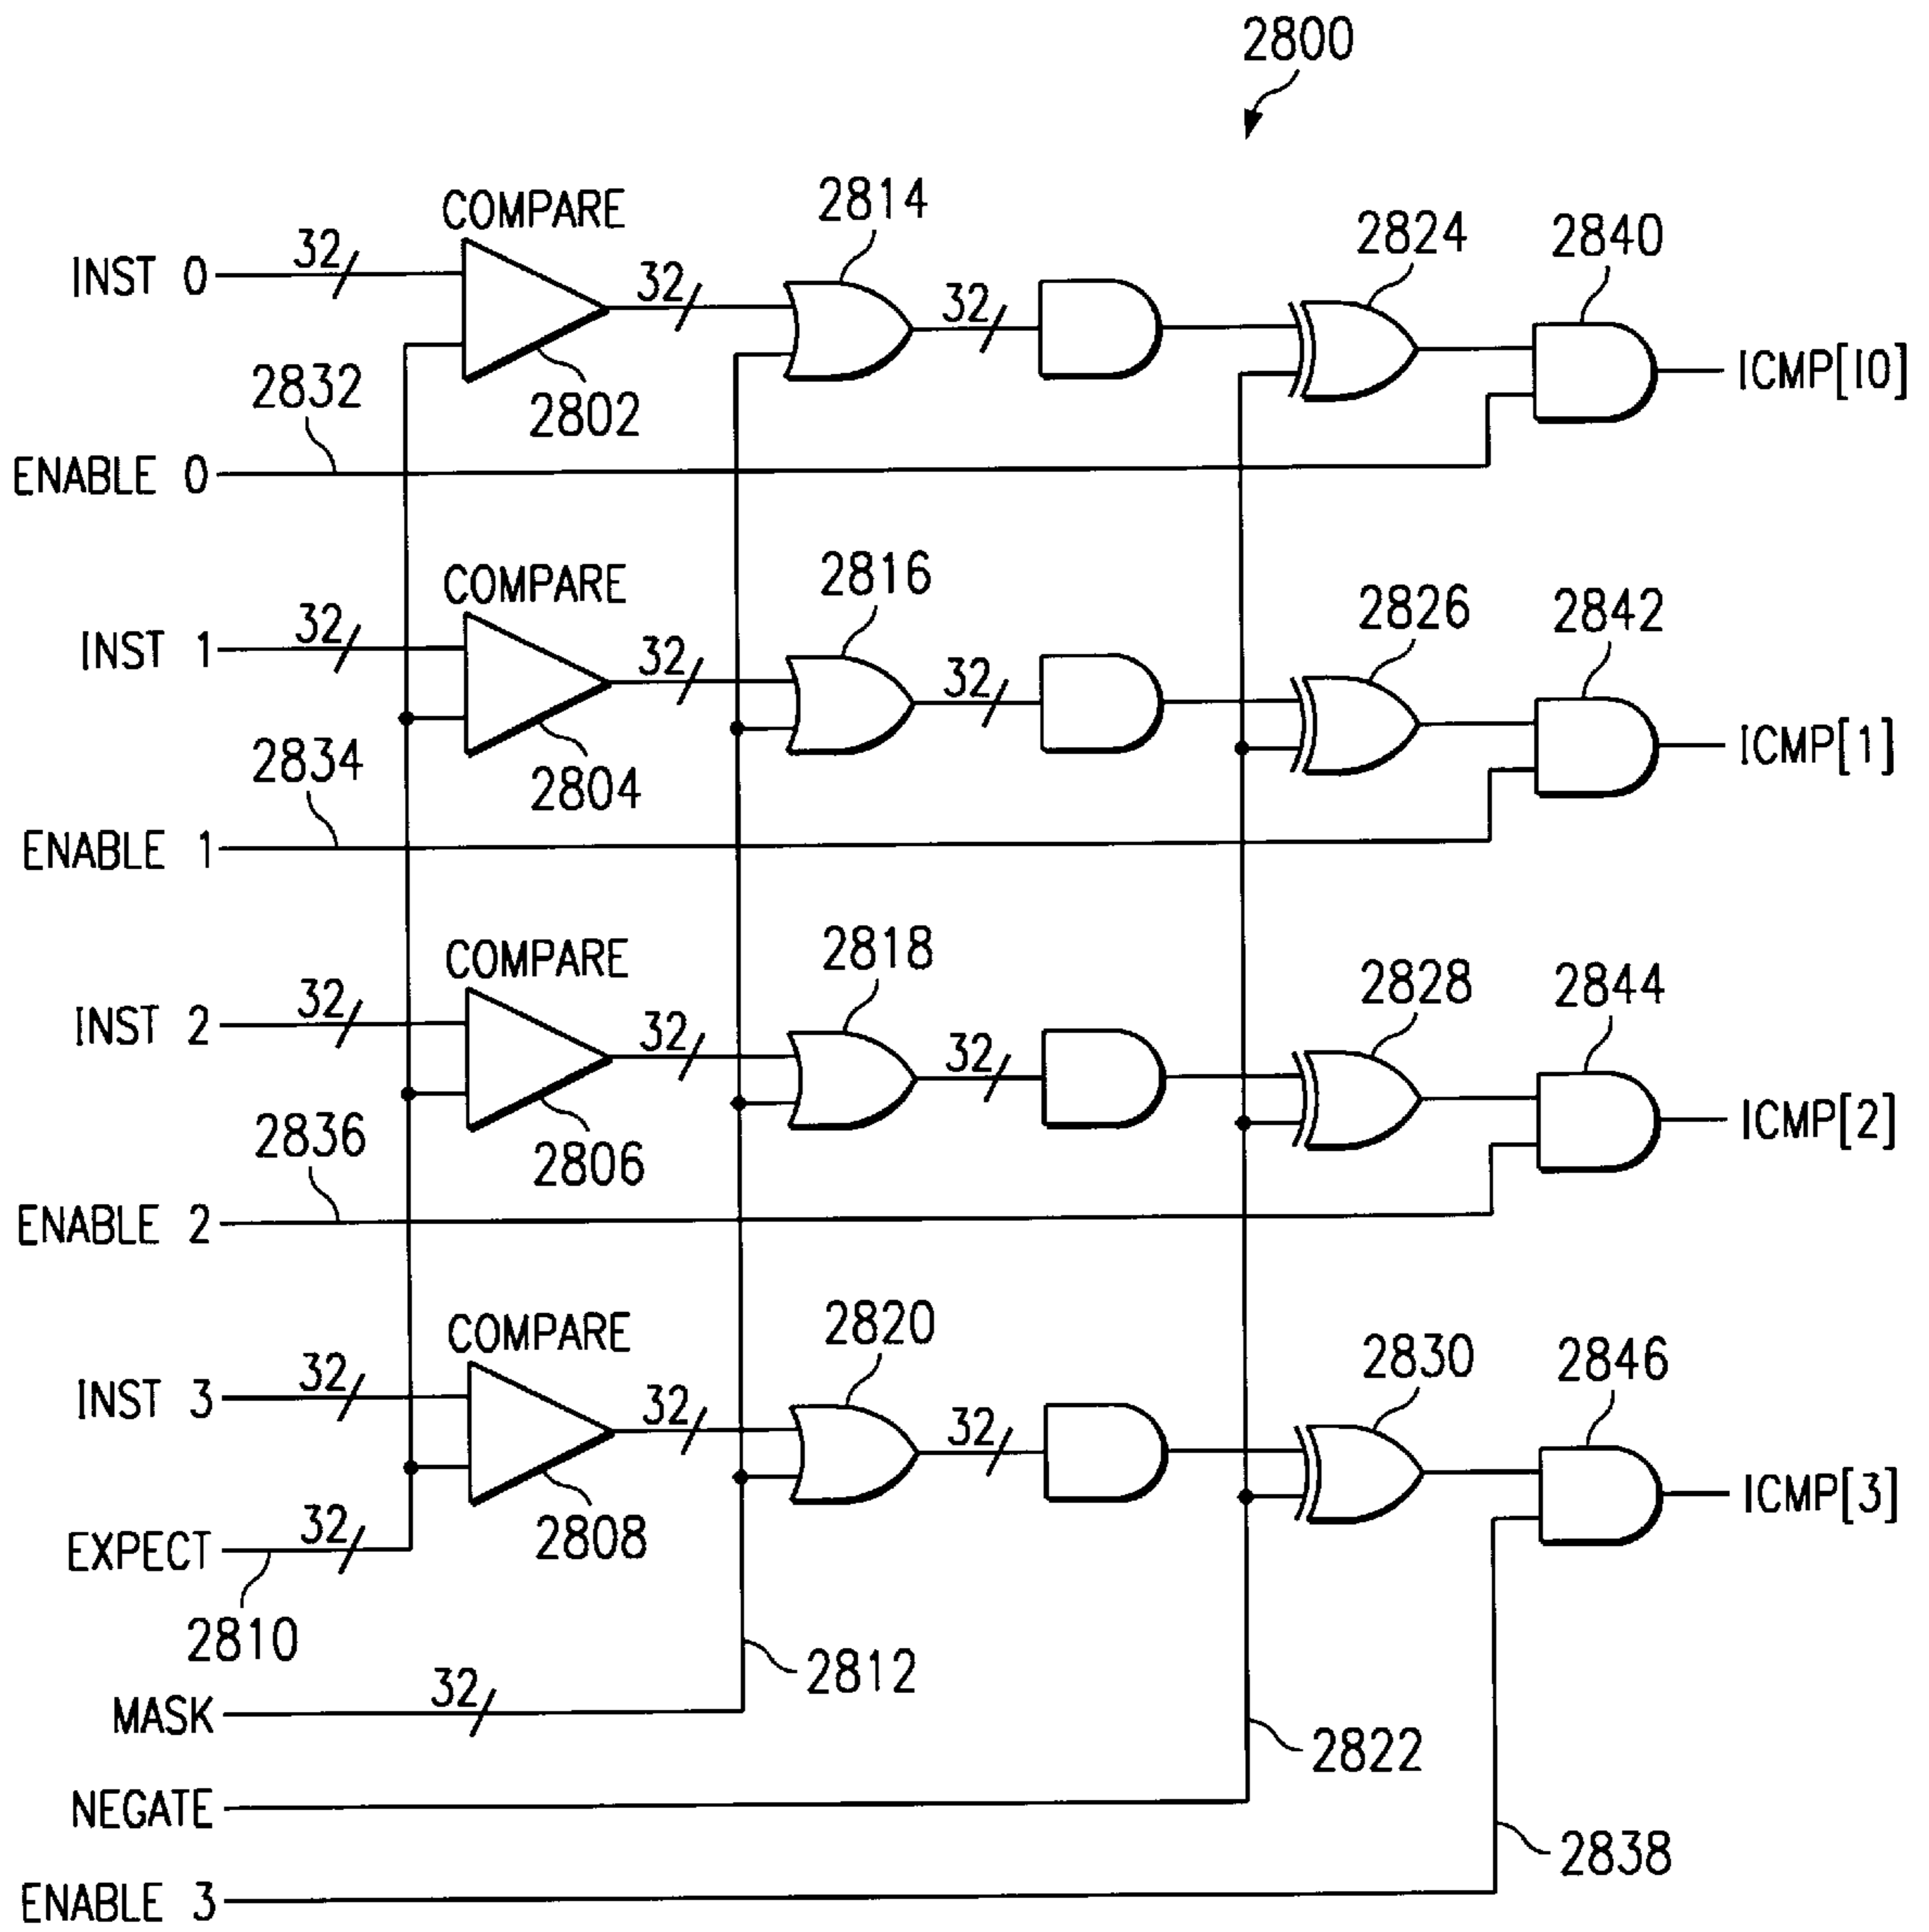 2800
COMPARE
2814
2824
2840
INST 0
32
32
32
ICMP[I0]
2832
2802
ENABLE 0
COMPARE
2816
2826
2842
INST 1
32
32
32
ICMP[1]
2834
2804
ENABLE 1
COMPARE
2818
2828
2844
INST 2
32
32
32
ICMP[2]
2836
2806
ENABLE 2
COMPARE
2820
2830
2846
INST 3
32
32
32
ICMP[3]
EXPECT
32
2808
2810
2812
MASK
32
2822
NEGATE
2838
ENABLE 3